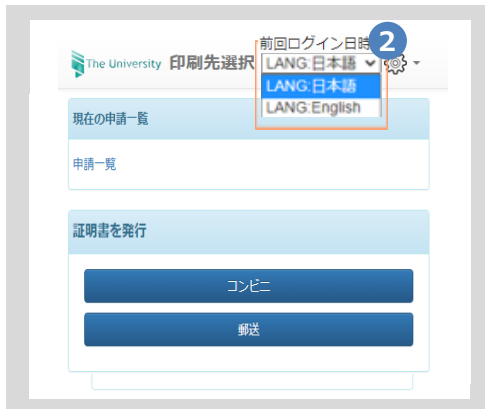 前回ログイン日時
2
The University 印刷先選択 LANG:日本語
LANG:日本語
LANG:English
現在の申請一覧
申請一覧
証明書を発行
コンビニ
郵送